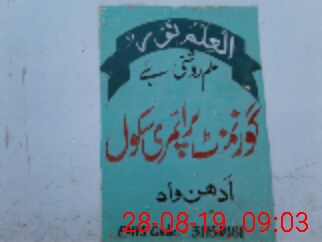 العلم نور
علم روشنی ہے
گورنمنٹ پرائمری سکول
ادھن واد
28-08-19 09:03